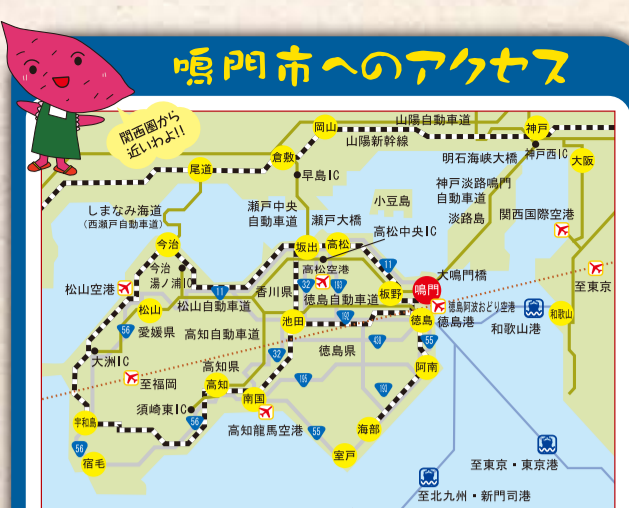 鳴門市へのアクセス
関西圏から
近いわよ!!
岡山
山陽自動車道
神戸
山陽新幹線
神戸西IC
倉敷
明石海峡大橋
大阪
尾道
早島IC
神戸淡路鳴門
自動車道
瀬戸中央
自動車道
小豆島
しまなみ海道
(西瀬戸自動車道)
瀬戸大橋
淡路島
関西国際空港
今治
坂出
高松
高松中央IC
11
今治
湯ノ浦IC
高松空港
大鳴門橋
至東京
松山空港
11
香川県
32
193
板野
鳴門
徳島自動車道
徳島阿波おどり空港
松山
松山自動車道
192
徳島
徳島港
和歌山港
和歌山
56
愛媛県
高知自動車道
池田
438
55
大洲IC
32
徳島県
阿南
高知県
至福岡
高知
南国
195
193
須崎東IC
高知龍馬空港
宇和島
56
55
海部
56
宿毛
室戸
至東京・東京港
至北九州・新門司港